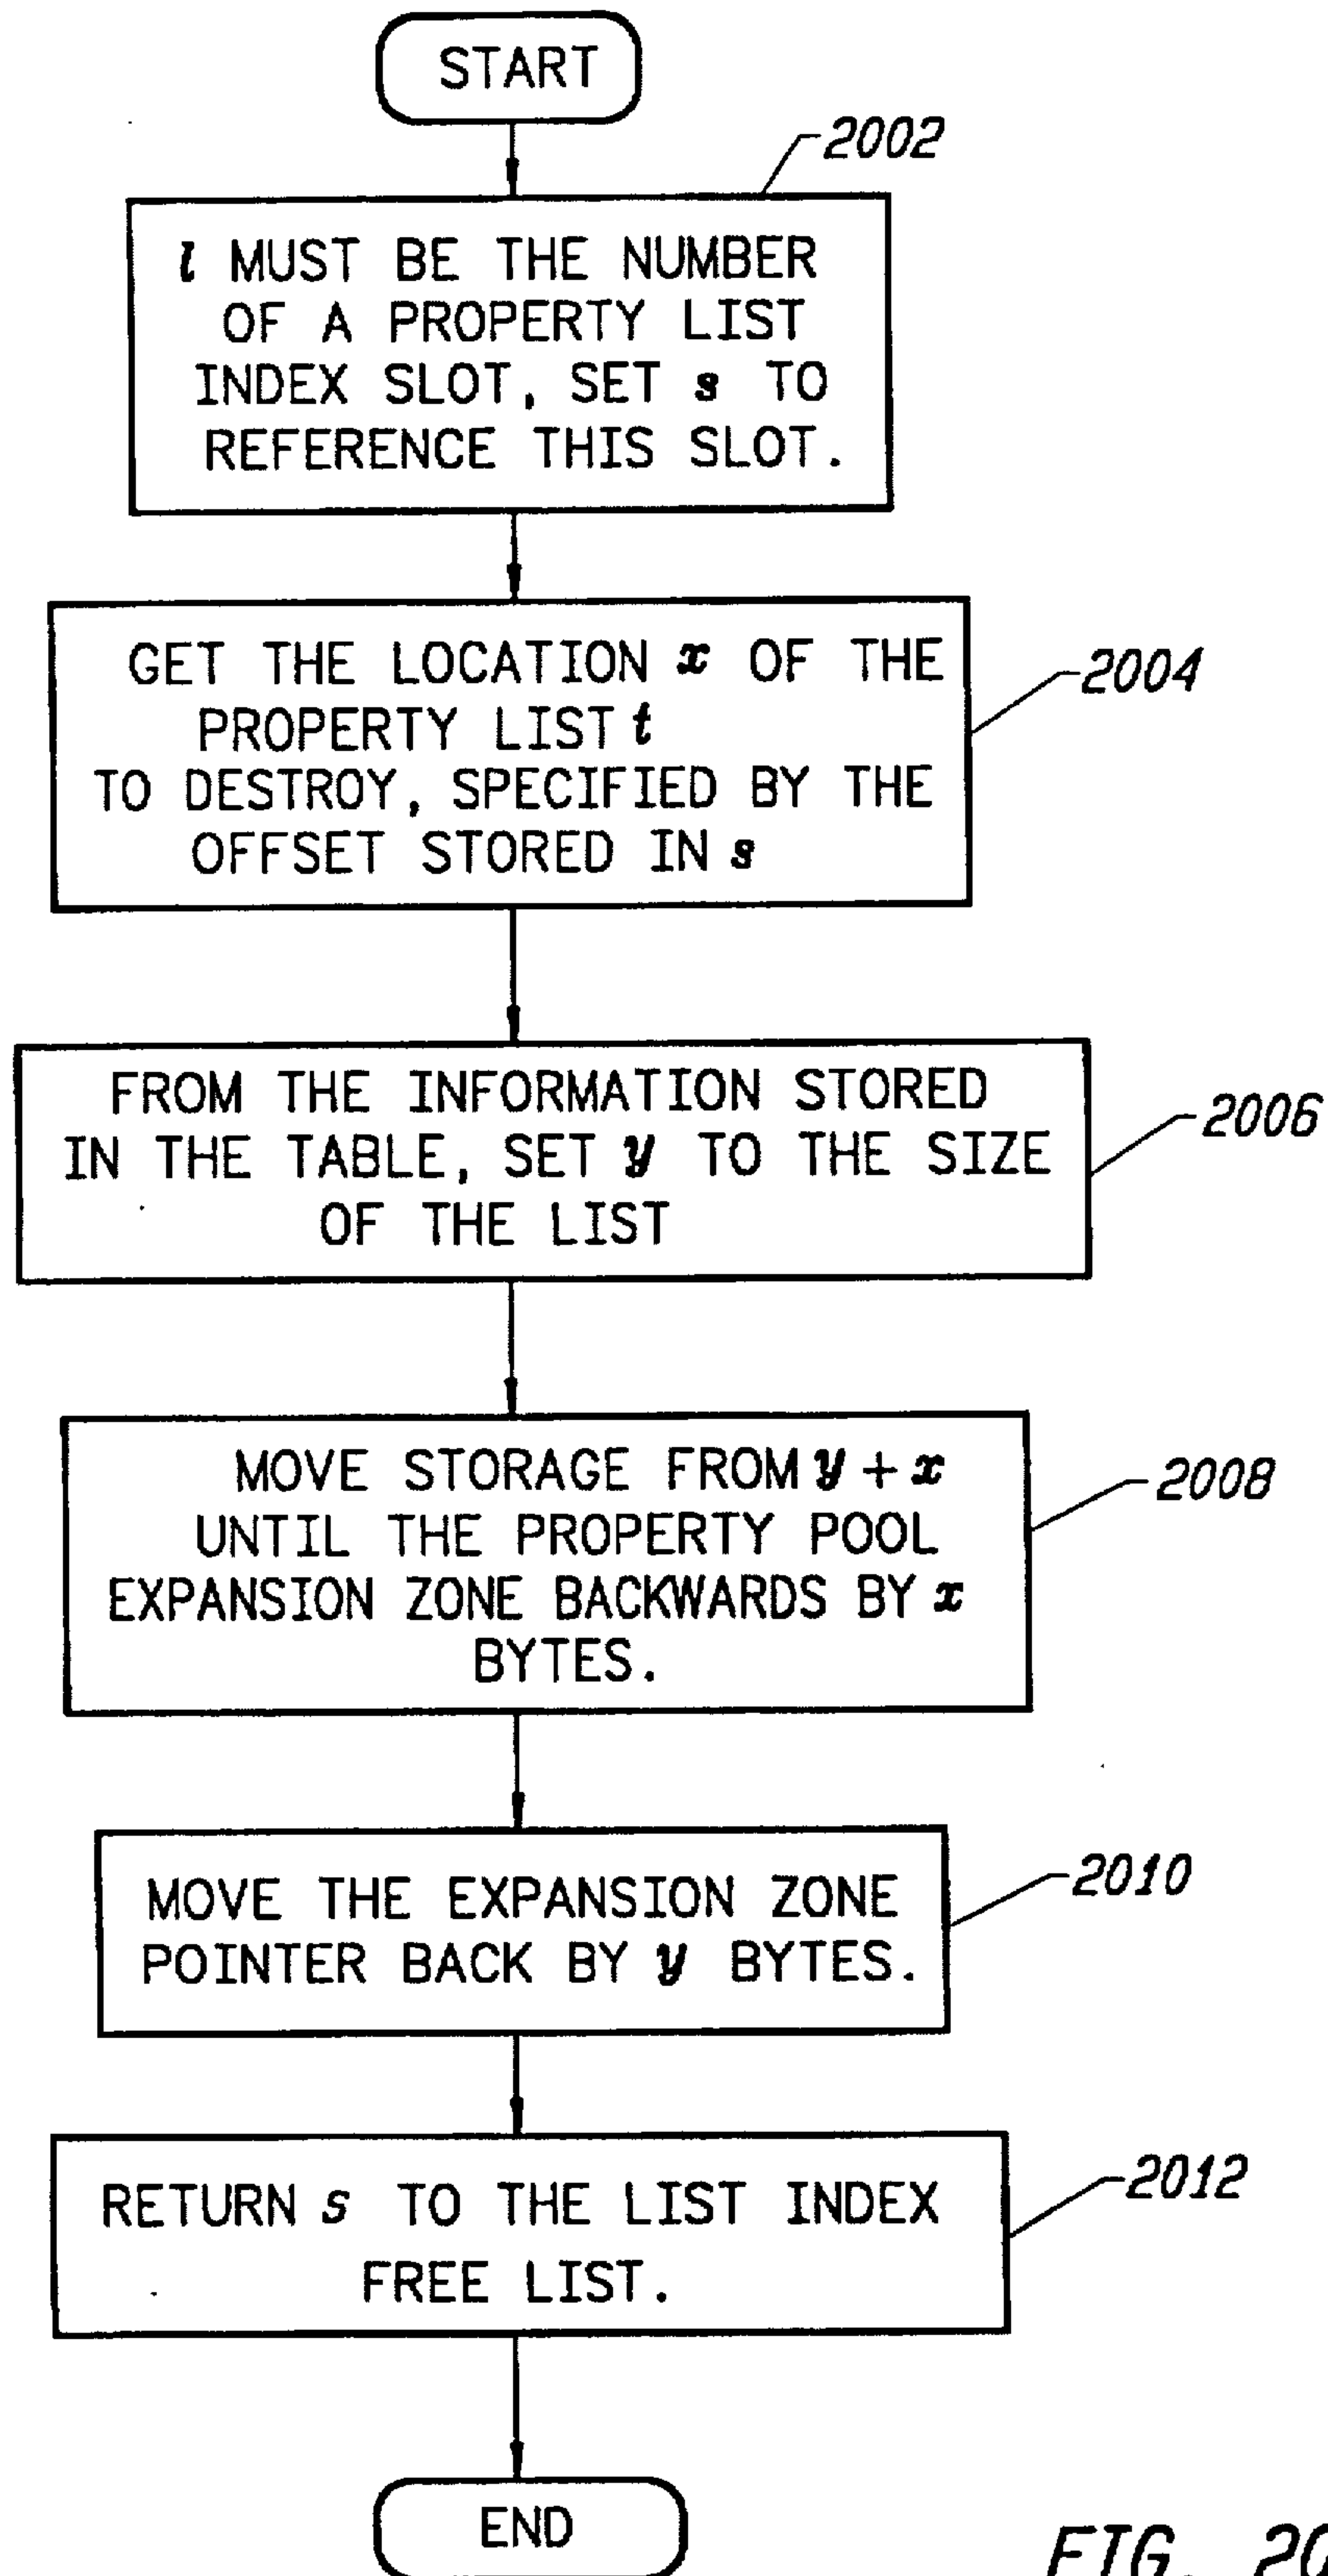 START
2002
l MUST BE THE NUMBER
OF A PROPERTY LIST
INDEX SLOT, SET s TO
REFERENCE THIS SLOT.
GET THE LOCATION x OF THE
PROPERTY LIST t
TO DESTROY, SPECIFIED BY THE
OFFSET STORED IN s
2004
FROM THE INFORMATION STORED
IN THE TABLE, SET y TO THE SIZE
OF THE LIST
2006
MOVE STORAGE FROM y + x
UNTIL THE PROPERTY POOL
EXPANSION ZONE BACKWARDS BY x
BYTES.
2008
MOVE THE EXPANSION ZONE
POINTER BACK BY y BYTES.
2010
RETURN s TO THE LIST INDEX
FREE LIST.
2012
END
FIG. 20